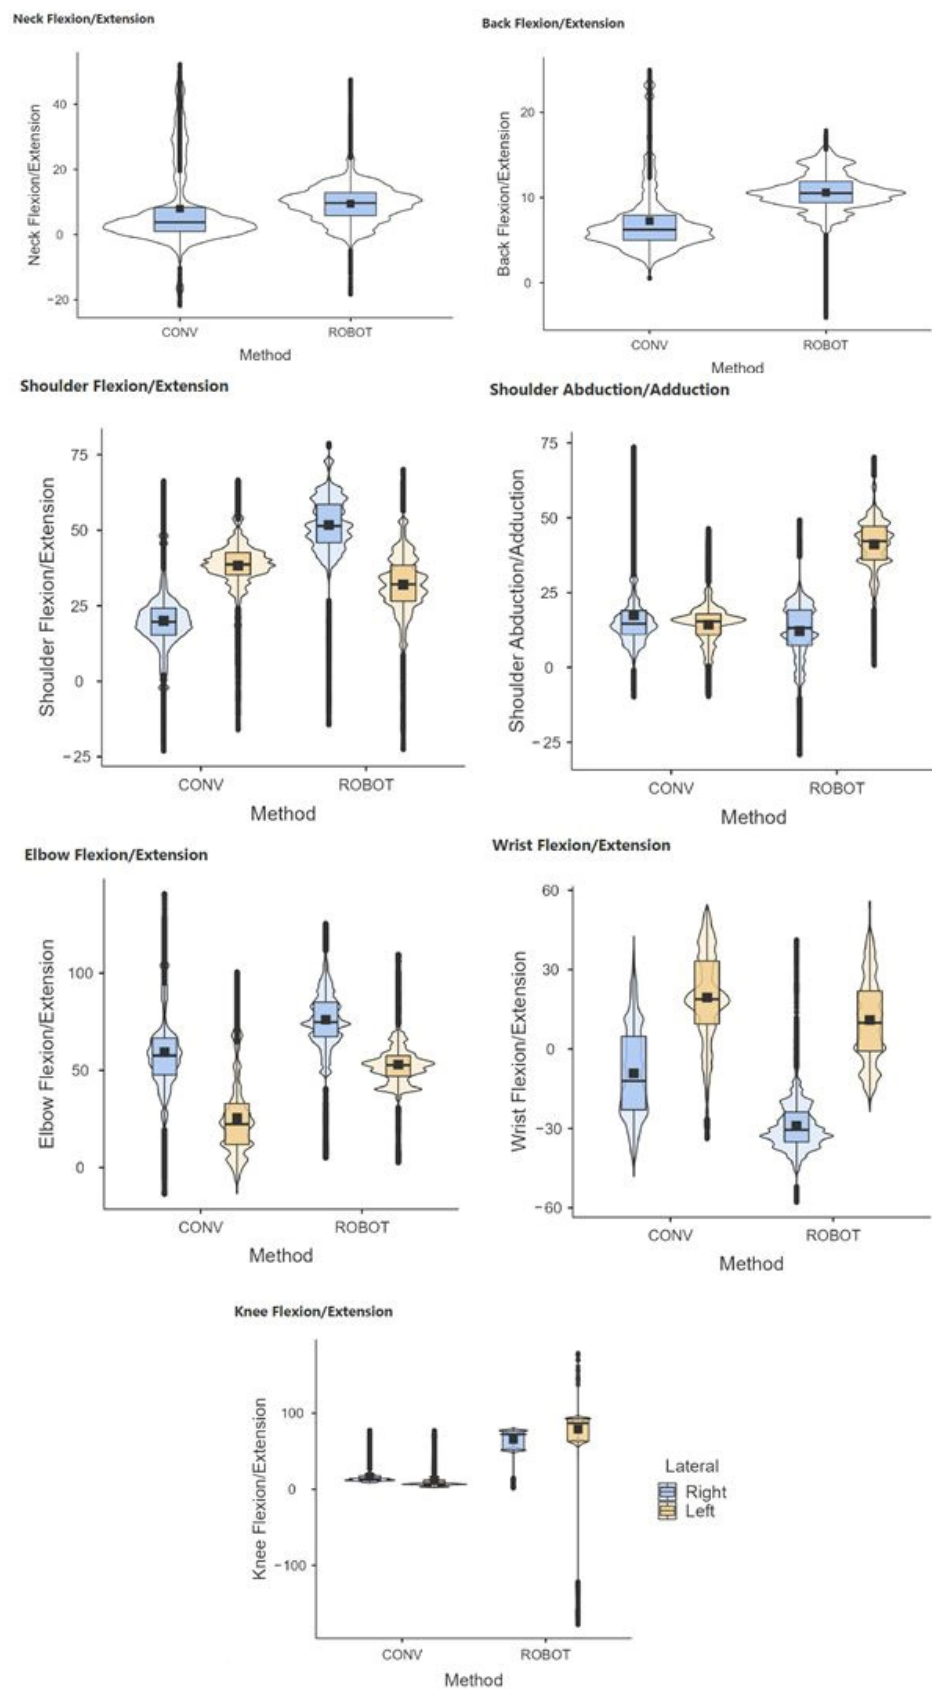 Neck Flexion/Extension
Neck Flexion/Extension
40
20
0
−20
CONV
ROBOT
Method
Back Flexion/Extension
Back Flexion/Extension
20
10
0
CONV
ROBOT
Method
Shoulder Flexion/Extension
Shoulder Flexion/Extension
75
50
25
0
−25
CONV
ROBOT
Method
Shoulder Abduction/Adduction
Shoulder Abduction/Adduction
75
50
25
0
−25
CONV
ROBOT
Method
Elbow Flexion/Extension
Elbow Flexion/Extension
100
50
0
CONV
ROBOT
Method
Wrist Flexion/Extension
Wrist Flexion/Extension
60
30
0
−30
−60
CONV
ROBOT
Method
Knee Flexion/Extension
Knee Flexion/Extension
100
0
−100
CONV
ROBOT
Method
Lateral
Right
Left